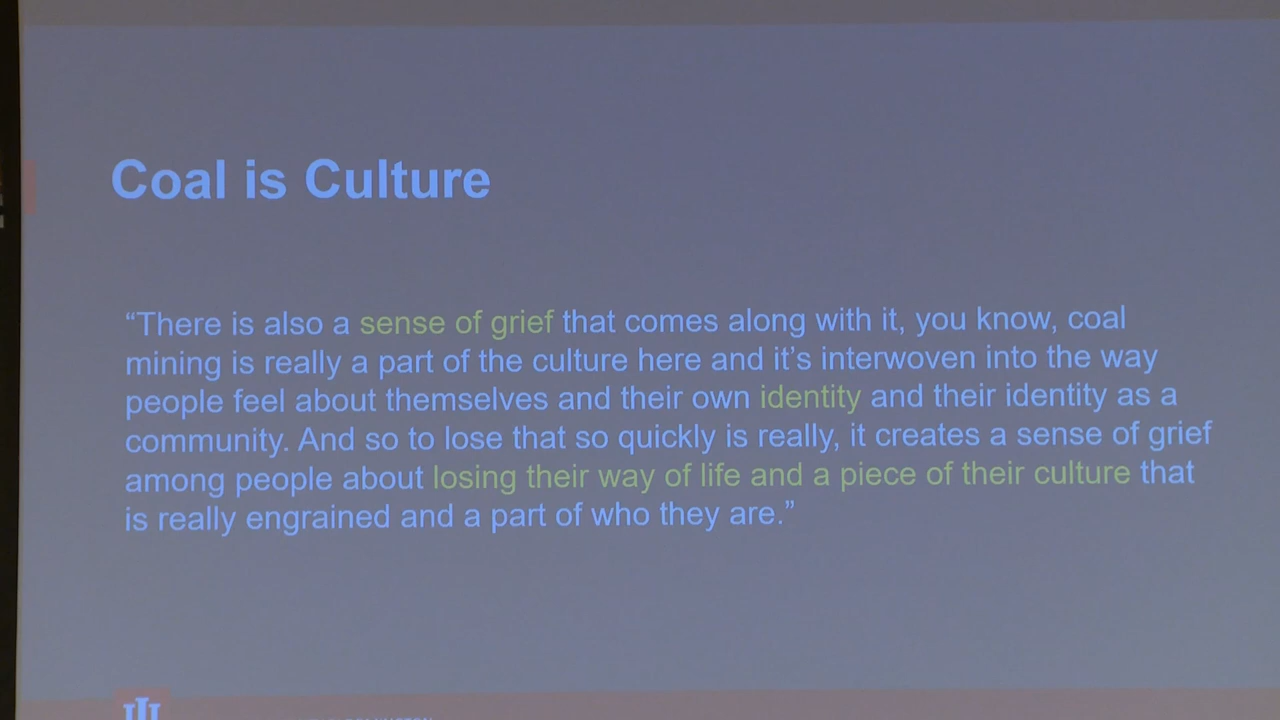 Coal is Culture
“There is also a sense of grief that comes along with it, you know, coal
mining is really a part of the culture here and it’s interwoven into the way
people feel about themselves and their own identity and their identity as a
community. And so to lose that so quickly is really, it creates a sense of grief
among people about losing their way of life and a piece of their culture that
is really engrained and a part of who they are.”